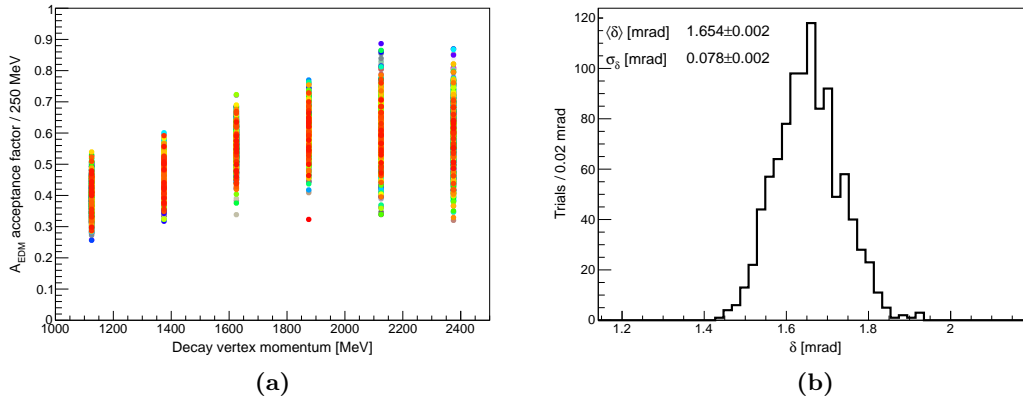 1
0.9
0.8
0.7
0.6
0.5
0.4
0.3
0.2
0.1
0
A_EDM acceptance factor / 250 MeV
1000 1200 1400 1600 1800 2000 2200 2400
Decay vertex momentum [MeV]
(a)
⟨δ⟩ [mrad] 1.654±0.002
σ_δ [mrad] 0.078±0.002
120
100
80
60
40
20
0
Trials / 0.02 mrad
1.2 1.4 1.6 1.8 2
δ [mrad]
(b)